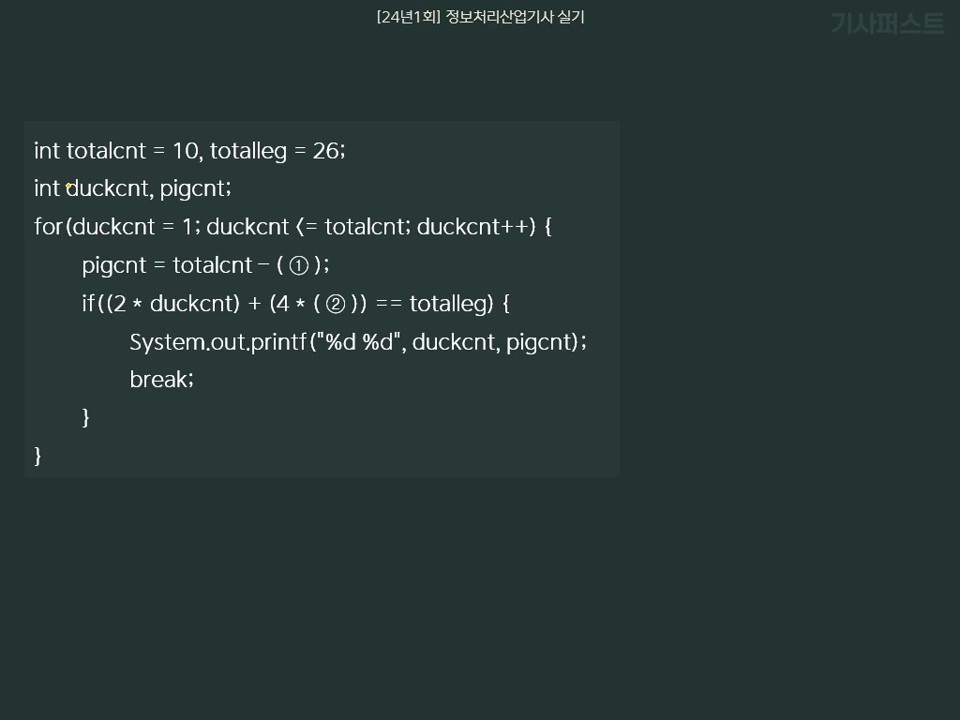 [24년1회] 정보처리산업기사 실기
기사퍼스트
int totalcnt = 10, totalleg = 26;
int duckcnt, pigcnt;
for(duckcnt = 1; duckcnt <= totalcnt; duckcnt++) {
pigcnt = totalcnt - ( ① );
if((2 * duckcnt) + (4 * ( ② )) == totalleg) {
System.out.printf("%d %d", duckcnt, pigcnt);
break;
}
}